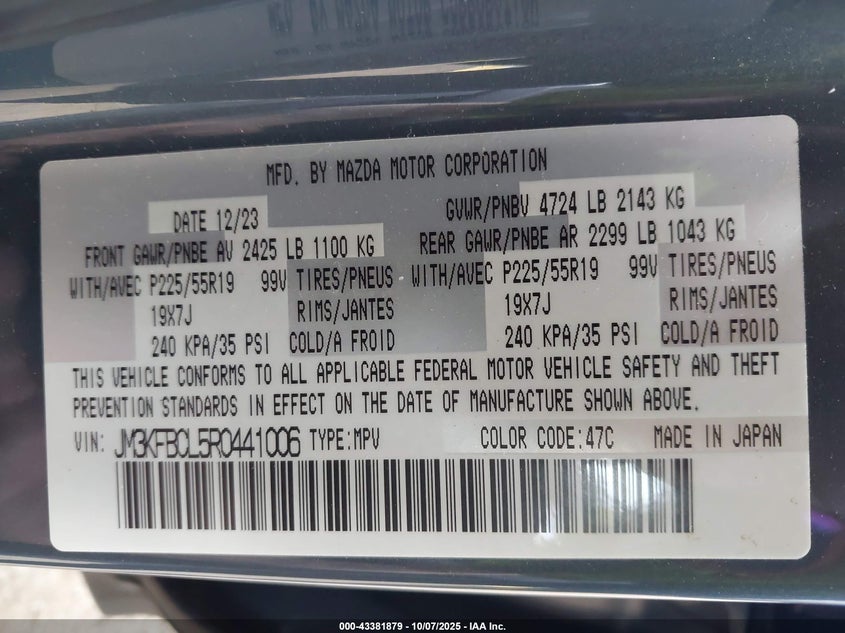 MFD. BY MAZDA MOTOR CORPORATION
DATE 12/23 GVWR/PNBV 4724 LB 2143 KG
FRONT GAWR/PNBE AV 2425 LB 1100 KG REAR GAWR/PNBE AR 2299 LB 1043 KG
WITH/AVEC P225/55R19 99V TIRES/PNEUS WITH/AVEC P225/55R19 99V TIRES/PNEUS
19X7J RIMS/JANTES 19X7J RIMS/JANTES
240 KPA/35 PSI COLD/A FROID 240 KPA/35 PSI COLD/A FROID
THIS VEHICLE CONFORMS TO ALL APPLICABLE FEDERAL MOTOR VEHICLE SAFETY AND THEFT
PREVENTION STANDARDS IN EFFECT ON THE DATE OF MANUFACTURE SHOWN ABOVE.
VIN: JM3KFBCL5R0441006 TYPE:MPV COLOR CODE:47C MADE IN JAPAN
000-43381879 - 10/07/2025 - IAA Inc.